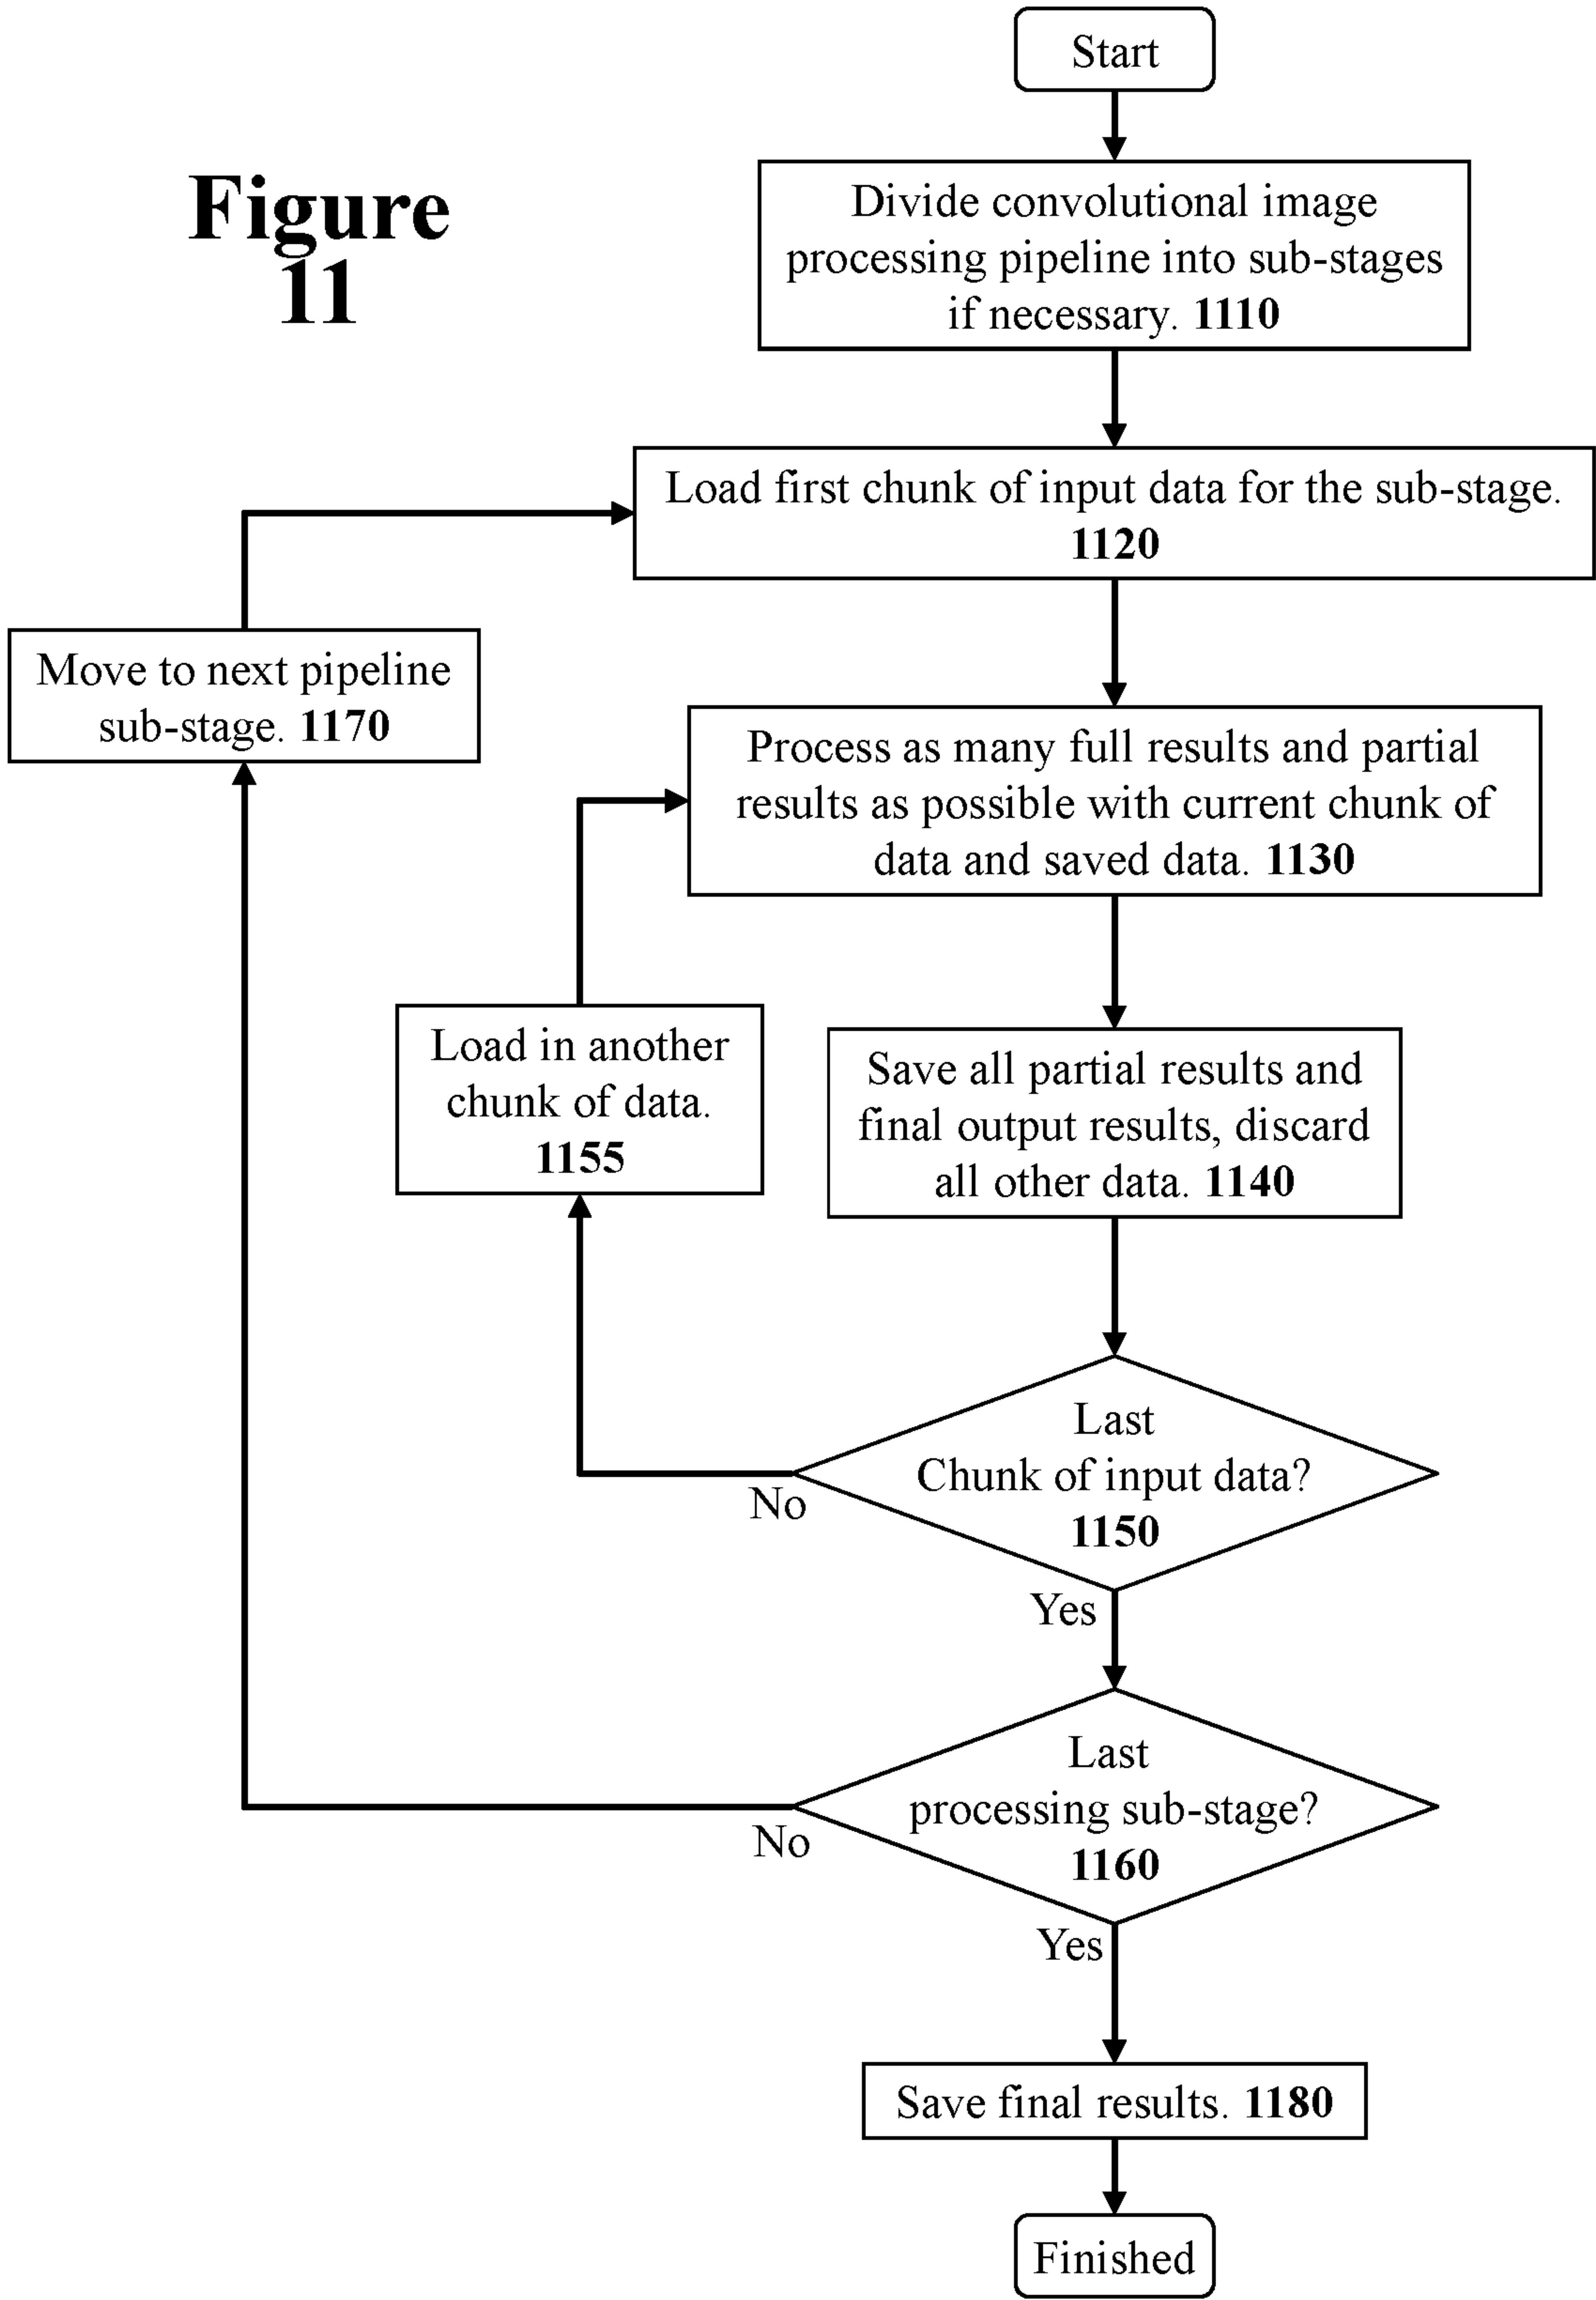 Start
Figure
11
Divide convolutional image
processing pipeline into sub-stages
if necessary. 1110
Load first chunk of input data for the sub-stage.
1120
Move to next pipeline
sub-stage. 1170
Process as many full results and partial
results as possible with current chunk of
data and saved data. 1130
Load in another
chunk of data.
1155
Save all partial results and
final output results, discard
all other data. 1140
Last
Chunk of input data?
1150
No
Yes
Last
processing sub-stage?
1160
No
Yes
Save final results. 1180
Finished